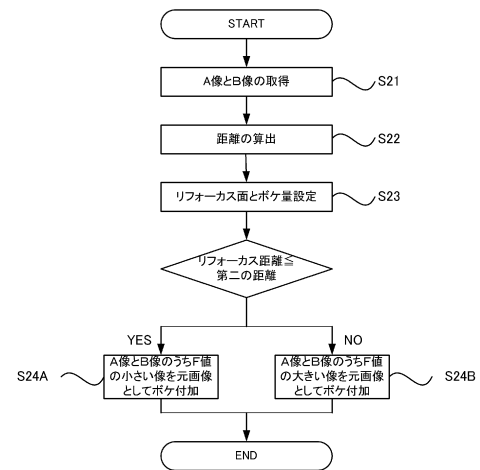 START
A像とB像の取得
S21
距離の算出
S22
リフォーカス面とボケ量設定
S23
リフォーカス距離≦
第二の距離
YES
NO
S24A
A像とB像のうちF値
の小さい像を元画像
としてボケ付加
A像とB像のうちF値
の大きい像を元画像
としてボケ付加
S24B
END